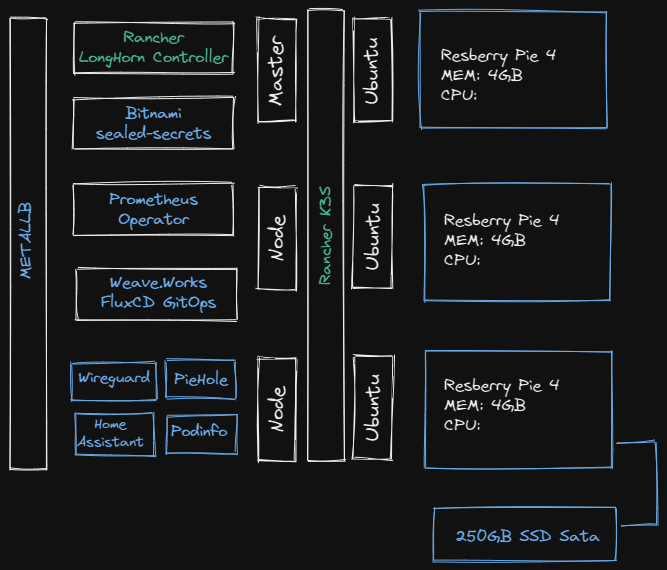 METALLB
Rancher
LongHorn Controller
Bitnami
sealed-secrets
Prometheus
Operator
Weave.Works
FluxCD GitOps
Wireguard
PieHole
Home
Assistant
Podinfo
Master
Node
Node
Rancher K3S
Ubuntu
Ubuntu
Ubuntu
Resberry Pie 4
MEM: 4GB
CPU:
Resberry Pie 4
MEM: 4GB
CPU:
Resberry Pie 4
MEM: 4GB
CPU:
250GB SSD Sata